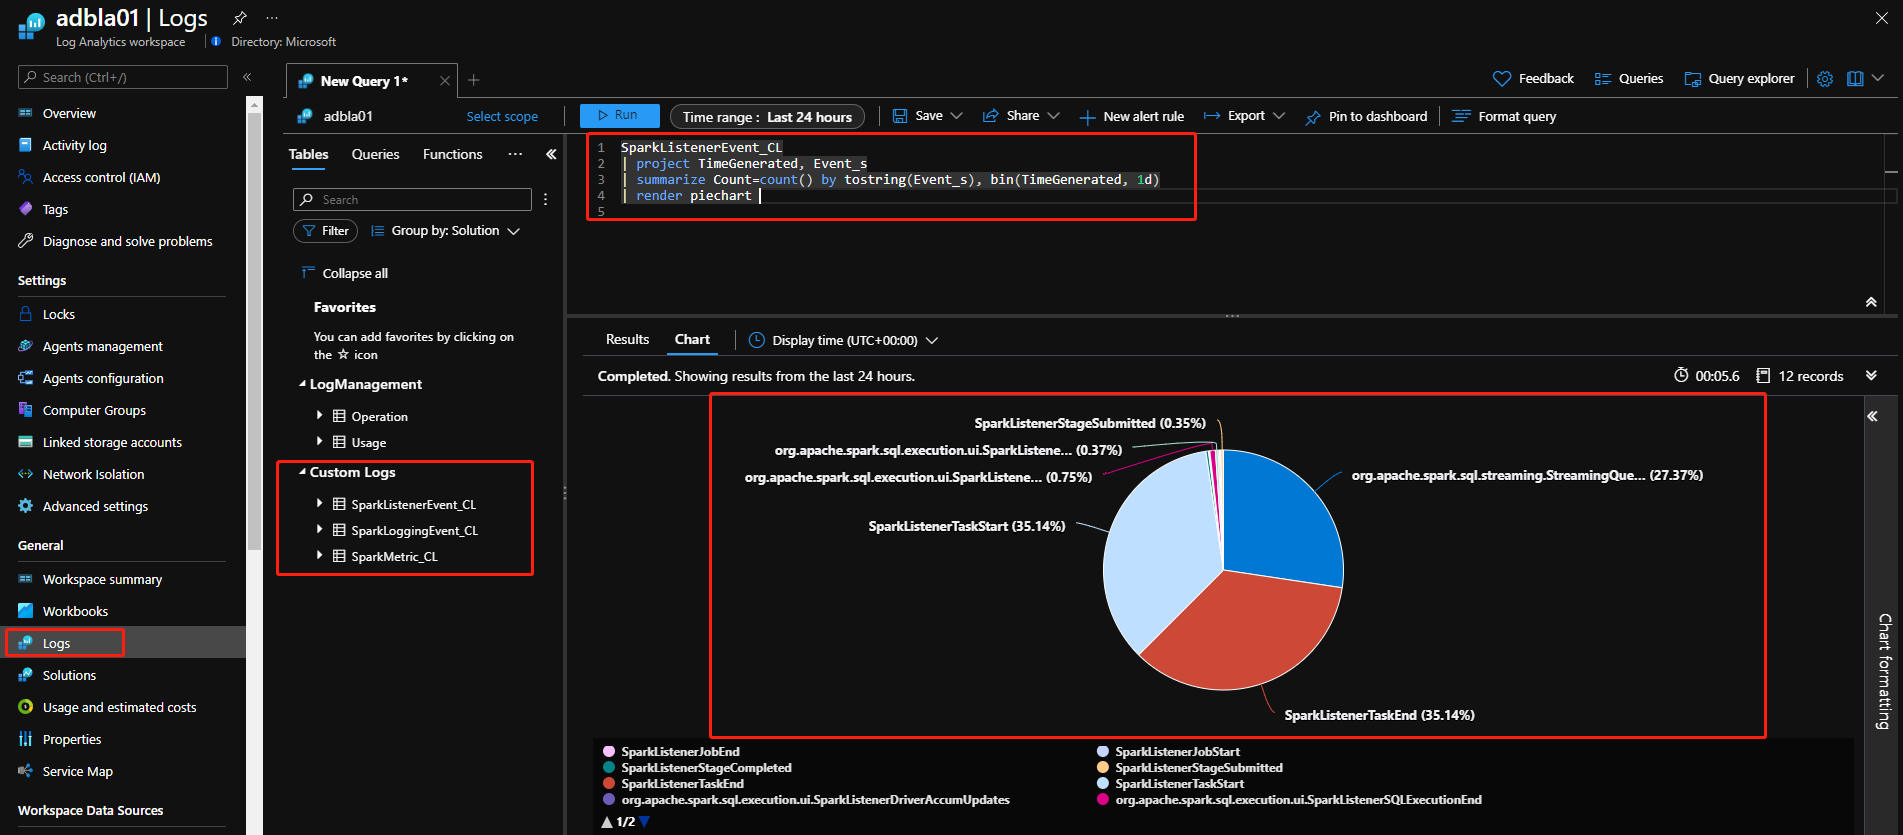 adbla01 | Logs
Log Analytics workspace
Directory: Microsoft
Search (Ctrl+/)
Overview
Activity log
Access control (IAM)
Tags
Diagnose and solve problems
Settings
Locks
Agents management
Agents configuration
Computer Groups
Linked storage accounts
Network Isolation
Advanced settings
General
Workspace summary
Workbooks
Logs
Solutions
Usage and estimated costs
Properties
Service Map
Workspace Data Sources
New Query 1*
Feedback
Queries
Query explorer
adbla01
Select scope
Run
Time range : Last 24 hours
Save
Share
New alert rule
Export
Pin to dashboard
Format query
Tables
Queries
Functions
Search
Filter
Group by: Solution
Collapse all
Favorites
You can add favorites by clicking on
the ☆ icon
LogManagement
Operation
Usage
Custom Logs
SparkListenerEvent_CL
SparkLoggingEvent_CL
SparkMetric_CL
1 SparkListenerEvent_CL
2 | project TimeGenerated, Event_s
3 | summarize Count=count() by tostring(Event_s), bin(TimeGenerated, 1d)
4 | render piechart
5
Results
Chart
Display time (UTC+00:00)
Completed. Showing results from the last 24 hours.
00:05.6
12 records
SparkListenerStageSubmitted (0.35%)
org.apache.spark.sql.execution.ui.SparkListene... (0.37%)
org.apache.spark.sql.execution.ui.SparkListene... (0.75%)
org.apache.spark.sql.streaming.StreamingQue... (27.37%)
SparkListenerTaskStart (35.14%)
SparkListenerTaskEnd (35.14%)
Chart formatting
SparkListenerJobEnd
SparkListenerJobStart
SparkListenerStageCompleted
SparkListenerStageSubmitted
SparkListenerTaskEnd
SparkListenerTaskStart
org.apache.spark.sql.execution.ui.SparkListenerDriverAccumUpdates
org.apache.spark.sql.execution.ui.SparkListenerSQLExecutionEnd
1/2